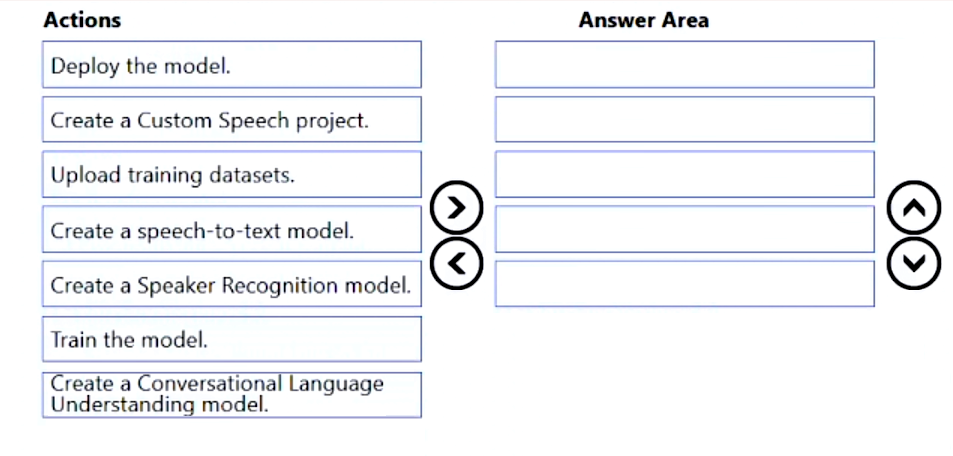 Actions
Answer Area
Deploy the model.
Create a Custom Speech project.
Upload training datasets.
Create a speech-to-text model.
Create a Speaker Recognition model.
Train the model.
Create a Conversational Language
Understanding model.